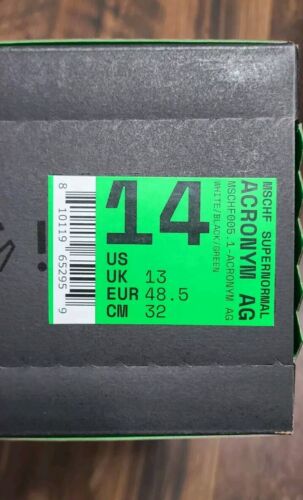 MSCHF SUPERNORMAL
ACRONYM AG
MSCHF005.1-ACRONYM AG
WHITE/BLACK/GREEN
14
US
UK 13
EUR 48.5
CM 32
8 10119 65295 9